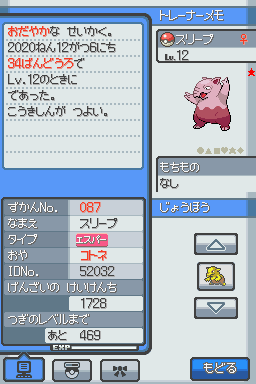 おだやかな せいかく。
2020ねん12がつ6にち
34ばんどうろで
Lv.12のときに
であった。
こうきしんが つよい。
トレーナーメモ
スリープ ♀
Lv.12
もちもの
なし
じょうほう
ずかんNo. 087
なまえ スリープ
タイプ エスパー
おや コトネ
IDNo. 52032
げんざいの けいけんち
1728
つぎのレベルまで
あと 469
EXP
もどる